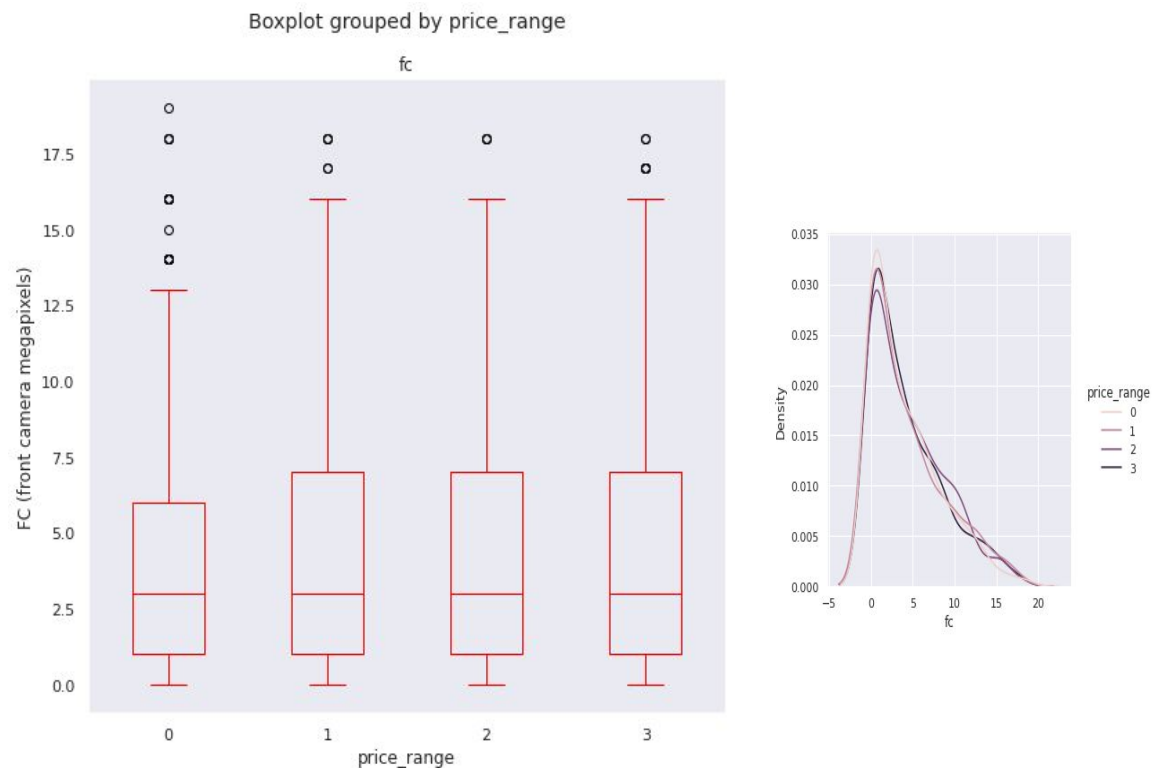 Boxplot grouped by price_range
fc
17.5
15.0
12.5
10.0
7.5
5.0
2.5
0.0
FC (front camera megapixels)
0 1 2 3
price_range
0.035
0.030
0.025
0.020
0.015
0.010
0.005
0.000
Density
−5 0 5 10 15 20
fc
price_range
0
1
2
3